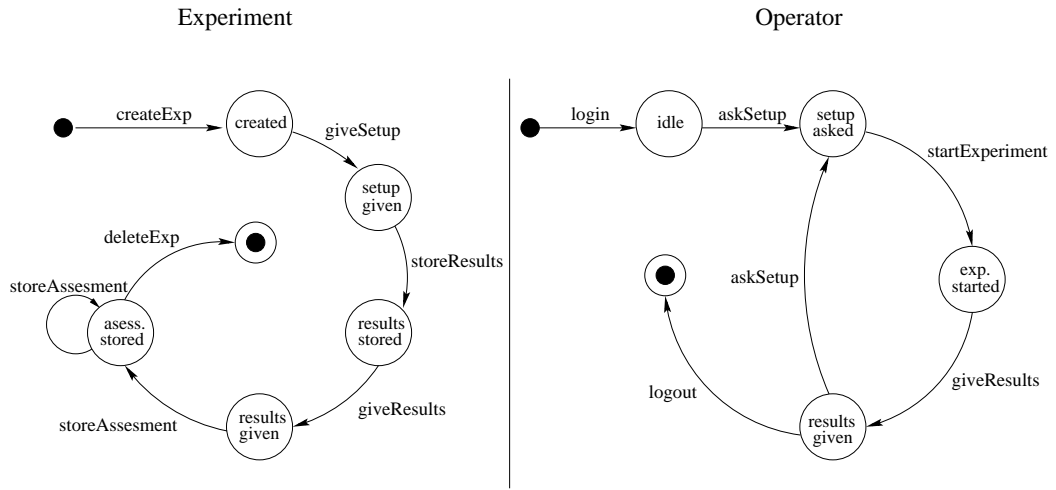 Experiment
createExp
created
giveSetup
setup
given
storeResults
results
stored
giveResults
results
given
storeAssesment
asess.
stored
storeAssesment
deleteExp
Operator
login
idle
askSetup
setup
asked
startExperiment
exp.
started
giveResults
results
given
askSetup
logout